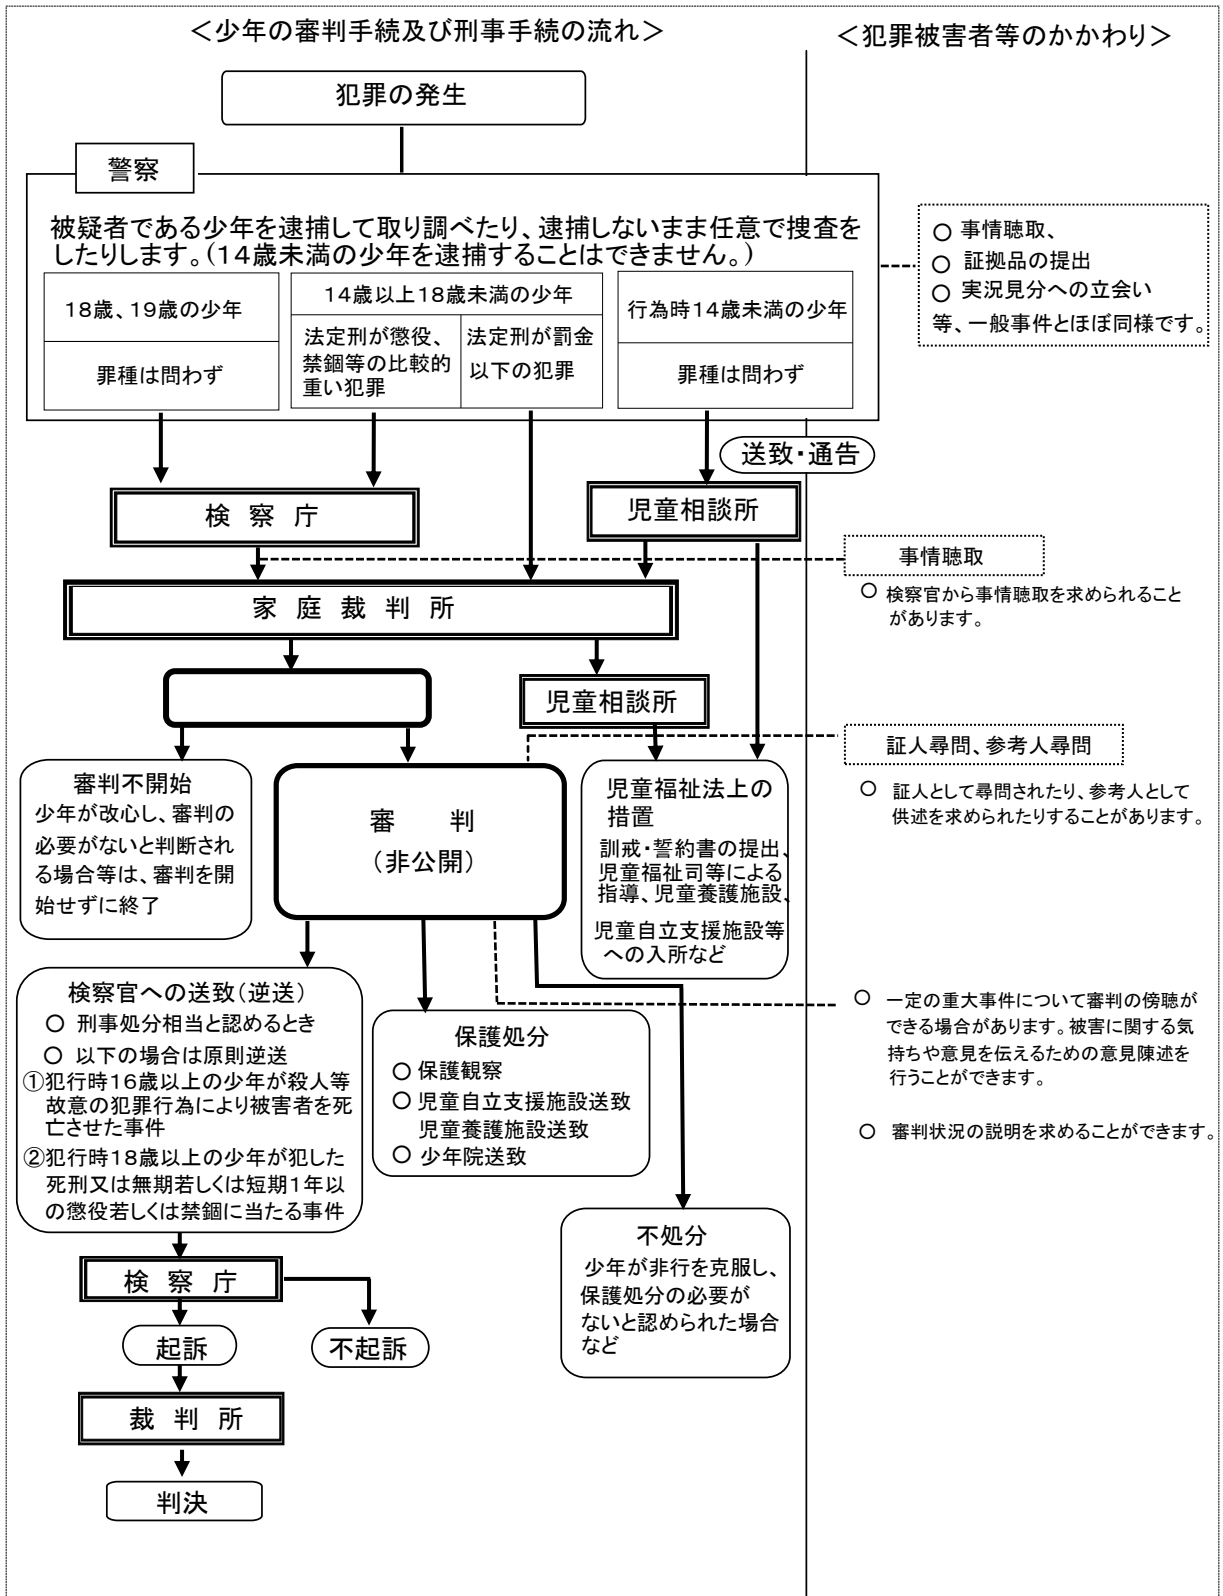 ＜少年の審判手続及び刑事手続の流れ＞
＜犯罪被害者等のかかわり＞
犯罪の発生
警察
被疑者である少年を逮捕して取り調べたり、逮捕しないまま任意で捜査を
したりします。(14歳未満の少年を逮捕することはできません。)
18歳、19歳の少年
罪種は問わず
14歳以上18歳未満の少年
法定刑が懲役、
禁錮等の比較的
重い犯罪
法定刑が罰金
以下の犯罪
行為時14歳未満の少年
罪種は問わず
○ 事情聴取、
○ 証拠品の提出
○ 実況見分への立会い
等、一般事件とほぼ同様です。
送致・通告
検 察 庁
児童相談所
事情聴取
○ 検察官から事情聴取を求められること
があります。
家 庭 裁 判 所
児童相談所
証人尋問、参考人尋問
○ 証人として尋問されたり、参考人として
供述を求められたりすることがあります。
審判不開始
少年が改心し、審判の
必要がないと判断され
る場合等は、審判を開
始せずに終了
審 判
(非公開)
児童福祉法上の
措置
訓戒・誓約書の提出、
児童福祉司等による
指導、児童養護施設、
児童自立支援施設等
への入所など
検察官への送致(逆送)
○ 刑事処分相当と認めるとき
○ 以下の場合は原則逆送
①犯行時16歳以上の少年が殺人等
故意の犯罪行為により被害者を死
亡させた事件
②犯行時18歳以上の少年が犯した
死刑又は無期若しくは短期1年以
の懲役若しくは禁錮に当たる事件
保護処分
○ 保護観察
○ 児童自立支援施設送致
児童養護施設送致
○ 少年院送致
○ 一定の重大事件について審判の傍聴が
できる場合があります。被害に関する気
持ちや意見を伝えるための意見陳述を
行うことができます。
○ 審判状況の説明を求めることができます。
不処分
少年が非行を克服し、
保護処分の必要が
ないと認められた場合
など
検 察 庁
起訴
不起訴
裁 判 所
判決